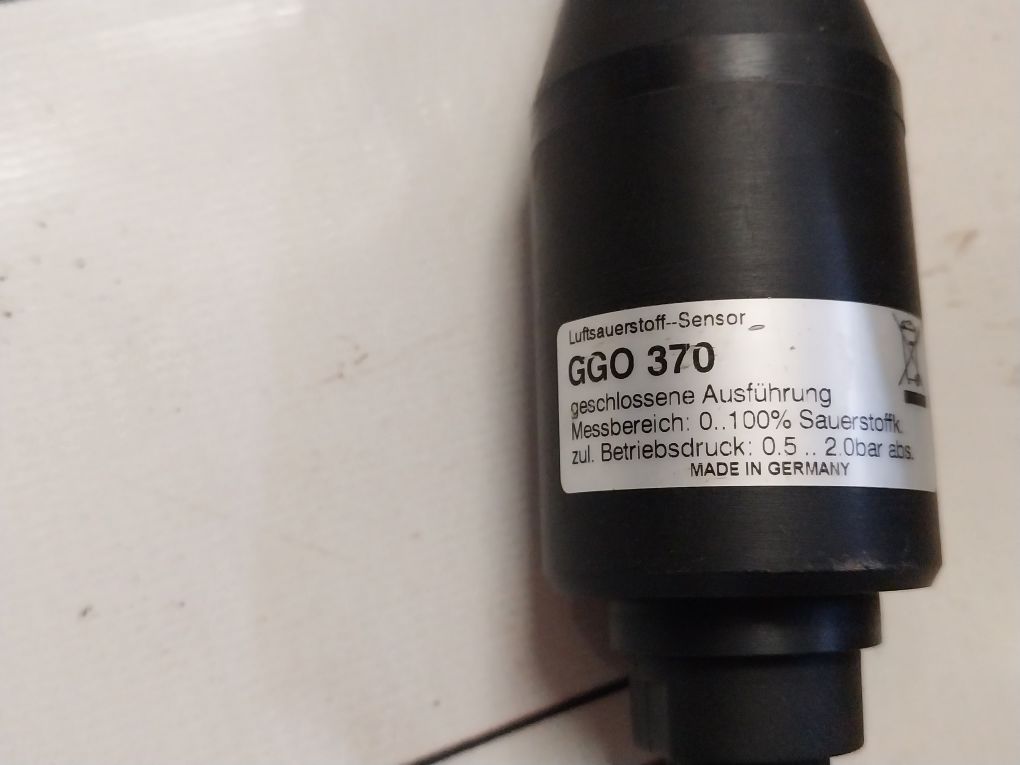 Luftsauerstoff--Sensor
GGO 370
geschlossene Ausführung
Messbereich: 0..100% Sauerstoffk.
zul. Betriebsdruck: 0.5 .. 2.0bar abs.
MADE IN GERMANY